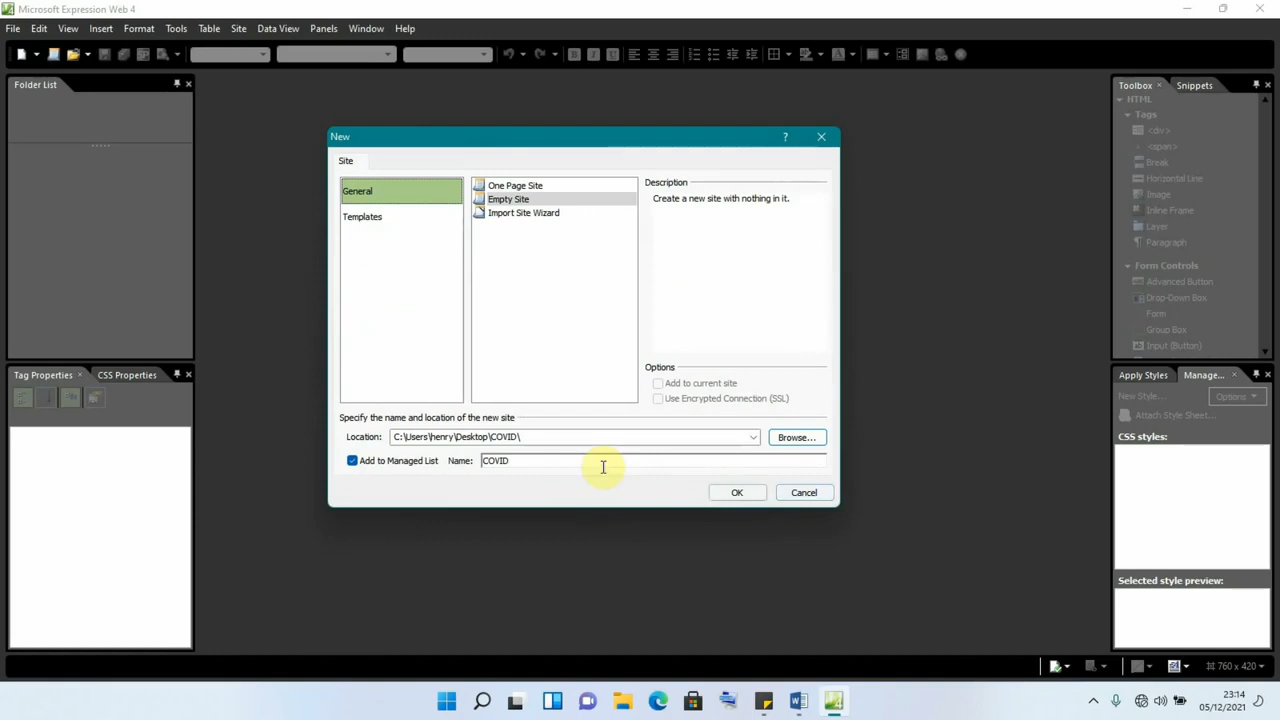 Microsoft Expression Web 4
File Edit View Insert Format Tools Table Site Data View Panels Window Help
Folder List
Toolbox Snippets
HTML
Tags
<div>
<span>
Break
Horizontal Line
Image
Inline Frame
Layer
Paragraph
Form Controls
Advanced Button
Drop-Down Box
Form
Group Box
Input (Button)
New
Site
General
Templates
One Page Site
Empty Site
Import Site Wizard
Description
Create a new site with nothing in it.
Options
Add to current site
Use Encrypted Connection (SSL)
Specify the name and location of the new site
Location: C:\Users\henry\Desktop\COVID\ Browse...
Add to Managed List Name: COVID
OK Cancel
Tag Properties CSS Properties
Apply Styles Manage...
New Style... Options
Attach Style Sheet...
CSS styles:
Selected style preview:
760 x 420
23:14
05/12/2021